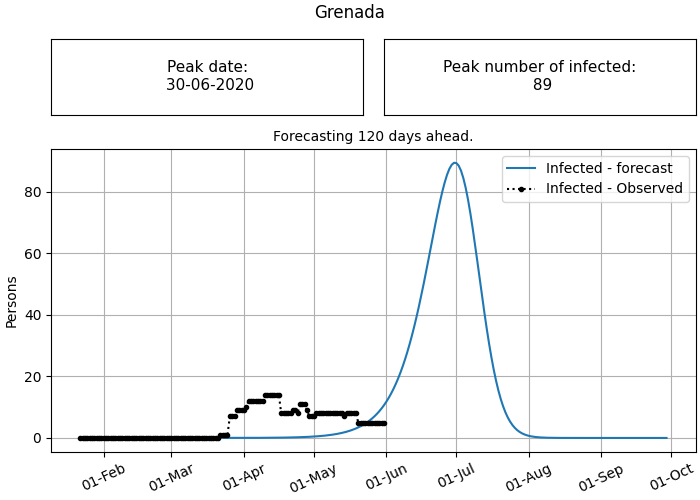 Grenada
Peak date:
30-06-2020
Peak number of infected:
89
Forecasting 120 days ahead.
Infected - forecast
Infected - Observed
Persons
80
60
40
20
0
01-Feb
01-Mar
01-Apr
01-May
01-Jun
01-Jul
01-Aug
01-Sep
01-Oct